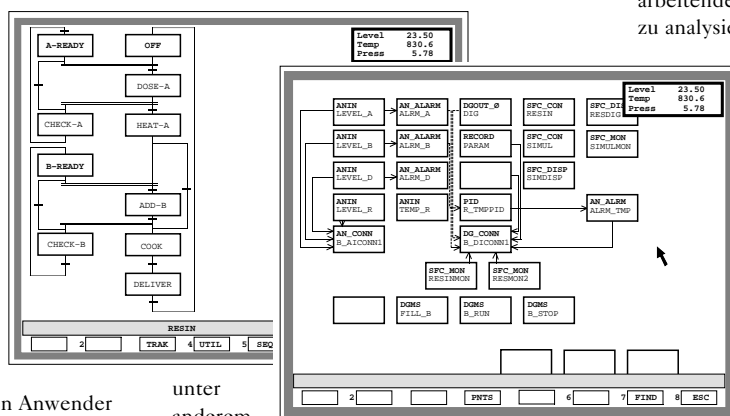 arbeitende
zu analysie
A-READY OFF
DOSE-A
CHECK-A HEAT-A
B-READY
ADD-B
CHECK-B COOK
DELIVER
Level 23.50
Temp 830.6
Press 5.78
RESIN
2 TRAK 4 UTIL 5 SEQ
Level 23.50
Temp 830.6
Press 5.78
ANIN AN_ALARM DGOUT_Ø SFC_CON SFC_DI
LEVEL_A ALRM_A DIG RESIN RESDIG
ANIN AN_ALARM RECORD SFC_CON SFC_MON
LEVEL_B ALRM_B PARAM SIMUL SIMULMON
ANIN AN_ALARM SFC_DISP
LEVEL_D ALRM_D SIMDISP
ANIN ANIN PID AN_ALRM
LEVEL_R TEMP_R R_TMPPID ALRM_TMP
AN_CONN DG_CONN
B_AICONN1 B_DICONN1
SFC_MON SFC_MON
RESINMON RESMON2
DGMS DGMS DGMS
FILL_B B_RUN B_STOP
2 PNTS 6 7 FIND 8 ESC
n Anwender
unter
anderem